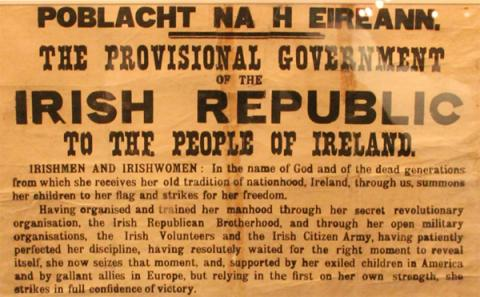 POBLACHT NA H EIREANN.
THE PROVISIONAL GOVERNMENT
OF THE
IRISH REPUBLIC
TO THE PEOPLE OF IRELAND.
IRISHMEN AND IRISHWOMEN : In the name of God and of the dead generations
from which she receives her old tradition of nationhood, Ireland, through us, summons
her children to her flag and strikes for her freedom.
Having organised and trained her manhood through her secret revolutionary
organisation, the Irish Republican Brotherhood, and through her open military
organisations, the Irish Volunteers and the Irish Citizen Army, having patiently
perfected her discipline, having resolutely waited for the right moment to reveal
itself, she now seizes that moment, and, supported by her exiled children in America
and by gallant allies in Europe, but relying in the first on her own strength, she
strikes in full confidence of victory.